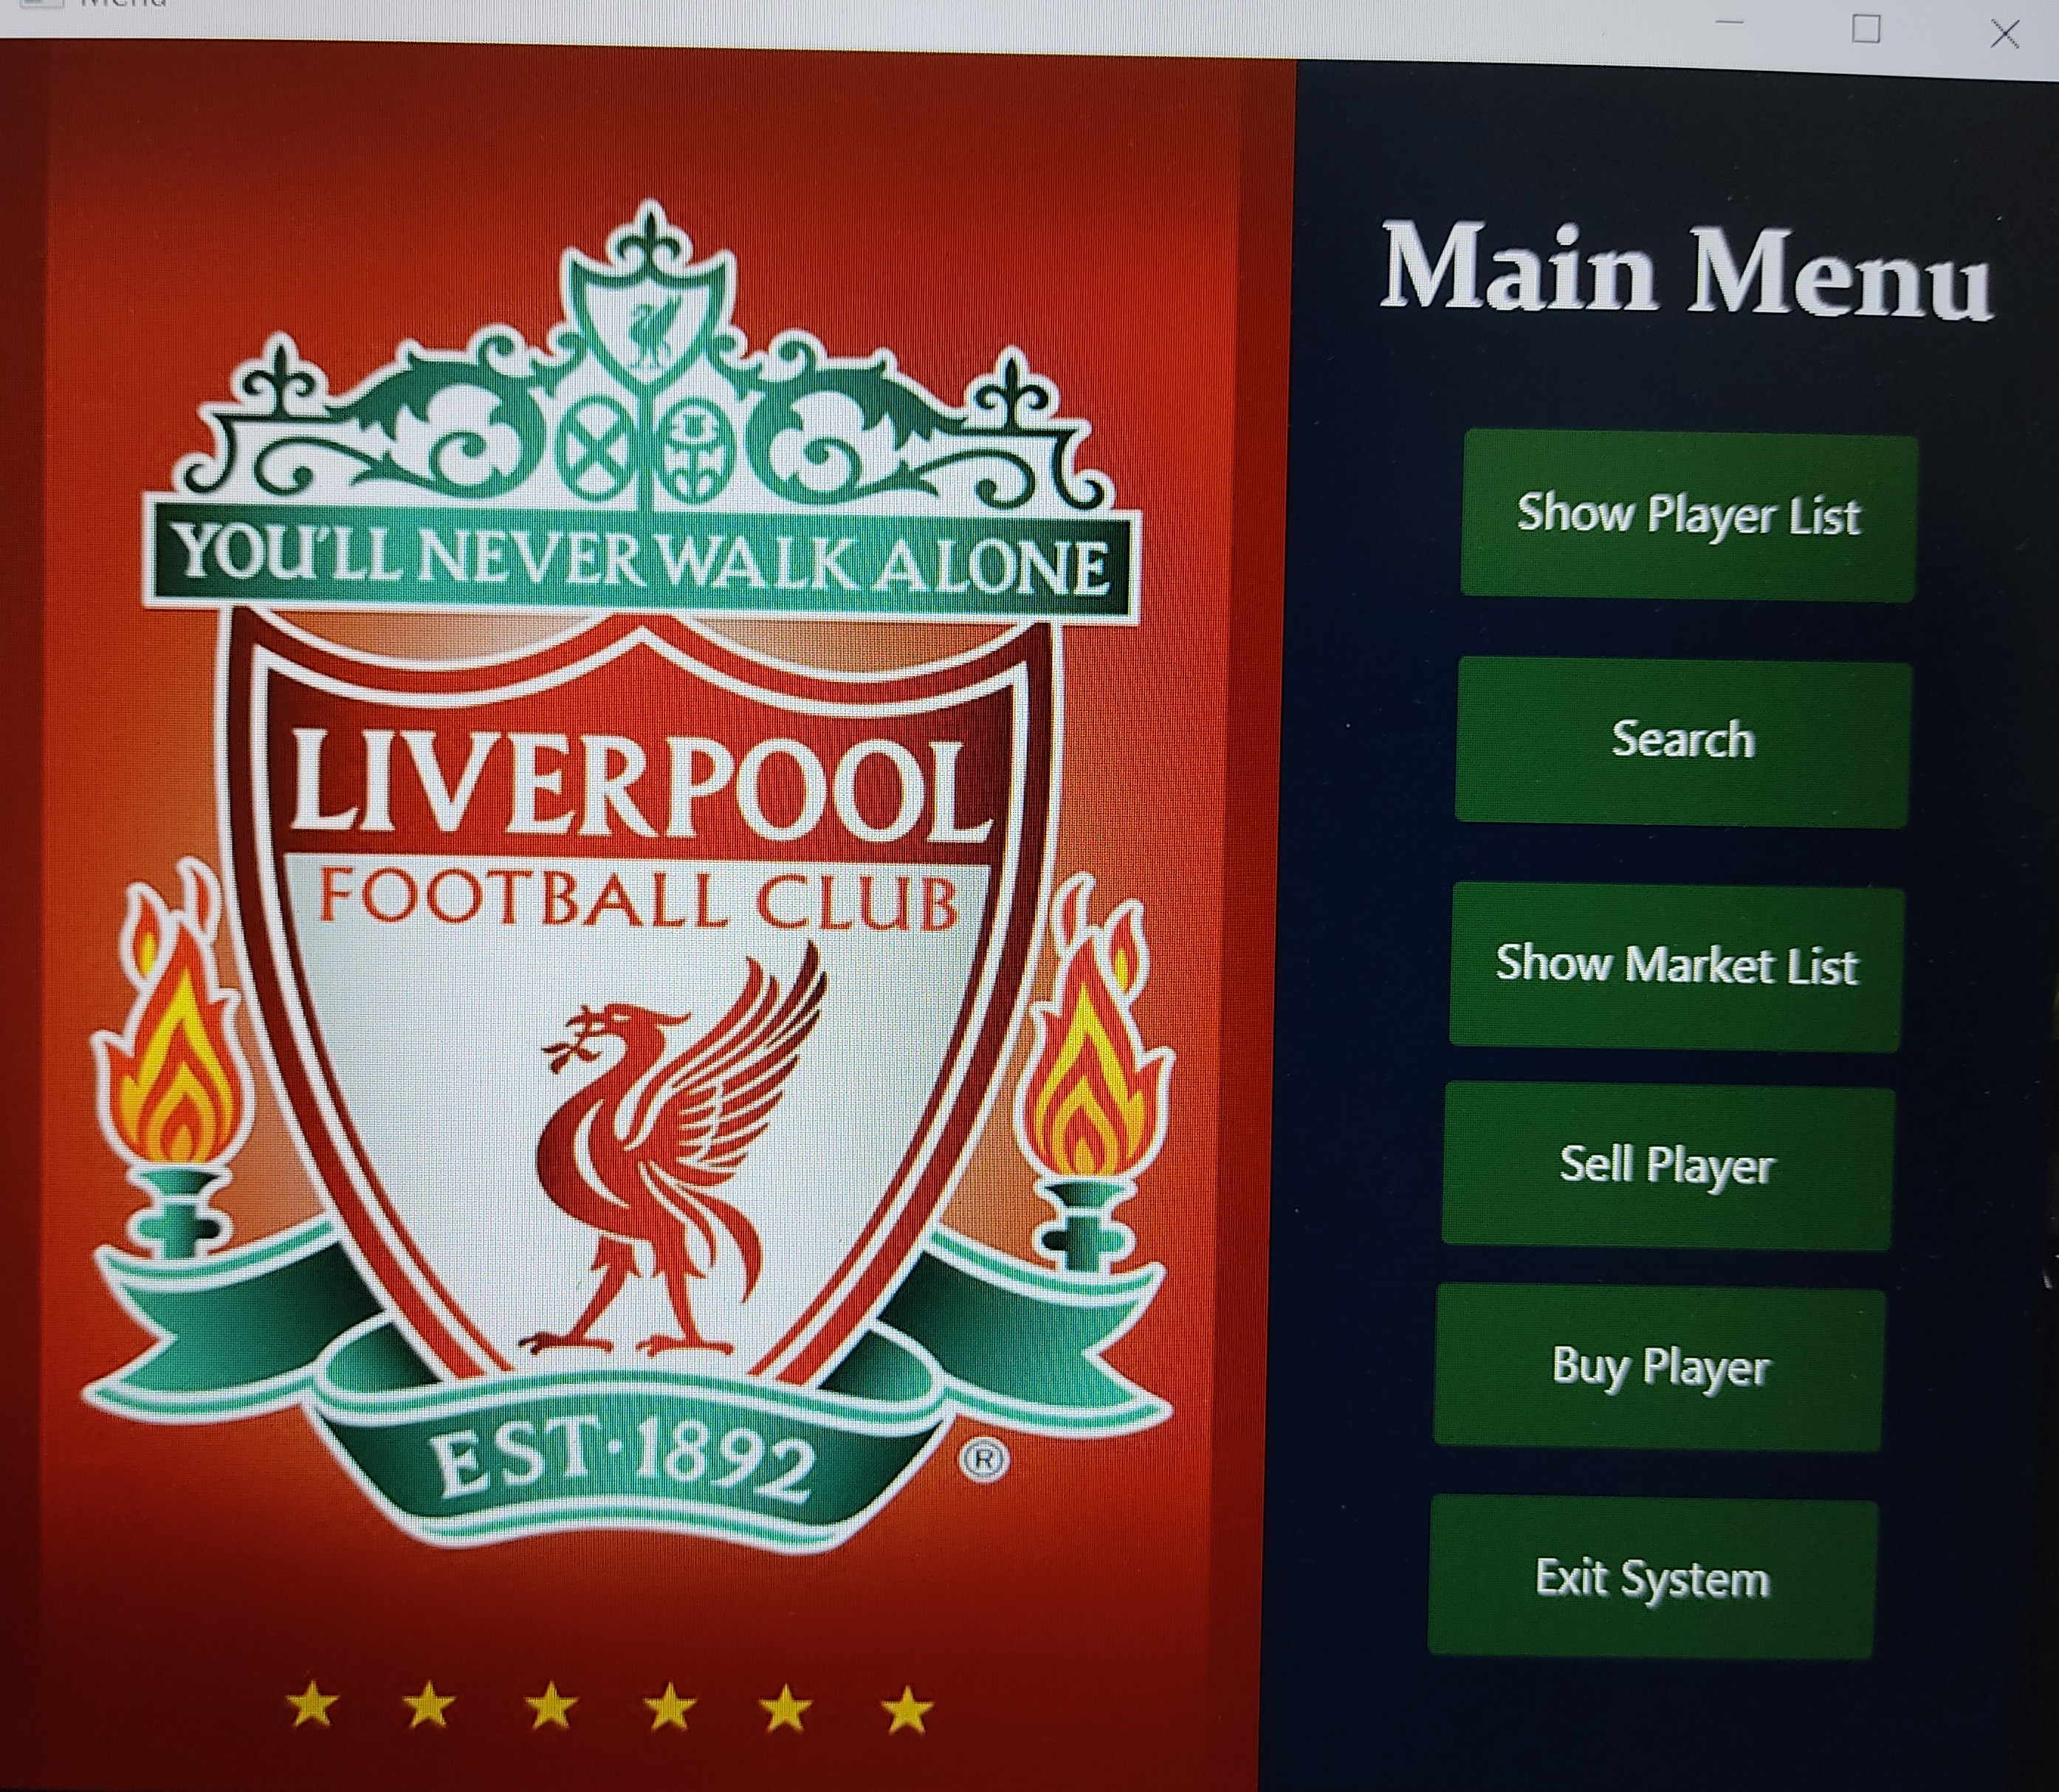 Menu
YOU'LL NEVER WALK ALONE
LIVERPOOL
FOOTBALL CLUB
EST·1892
®
Main Menu
Show Player List
Search
Show Market List
Sell Player
Buy Player
Exit System